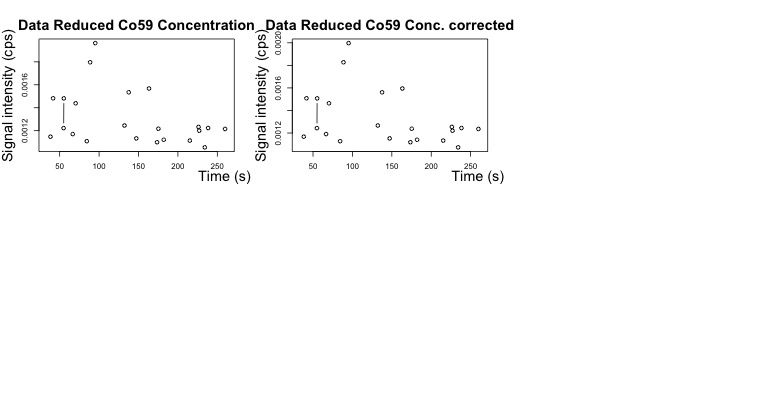 Data Reduced Co59 Concentration
Signal intensity (cps)
0.0012
0.0016
50
100
150
200
250
Time (s)
Data Reduced Co59 Conc. corrected
Signal intensity (cps)
0.0012
0.0016
0.0020
50
100
150
200
250
Time (s)